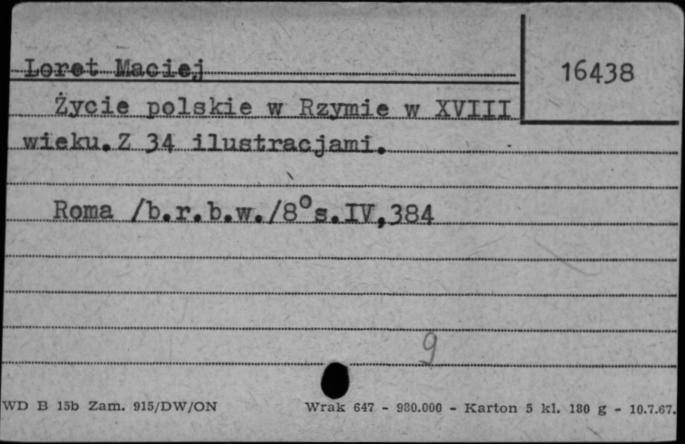 Loret Maciej
16438
Życie polskie w Rzymie w XVIII
wieku. Z 34 ilustracjami.
Roma /b.r.b.w./8° s.IV,384
9
WD B 15b Zam. 915/DW/ON Wrak 647 - 980.000 - Karton 5 kl. 180 g - 10.7.67.